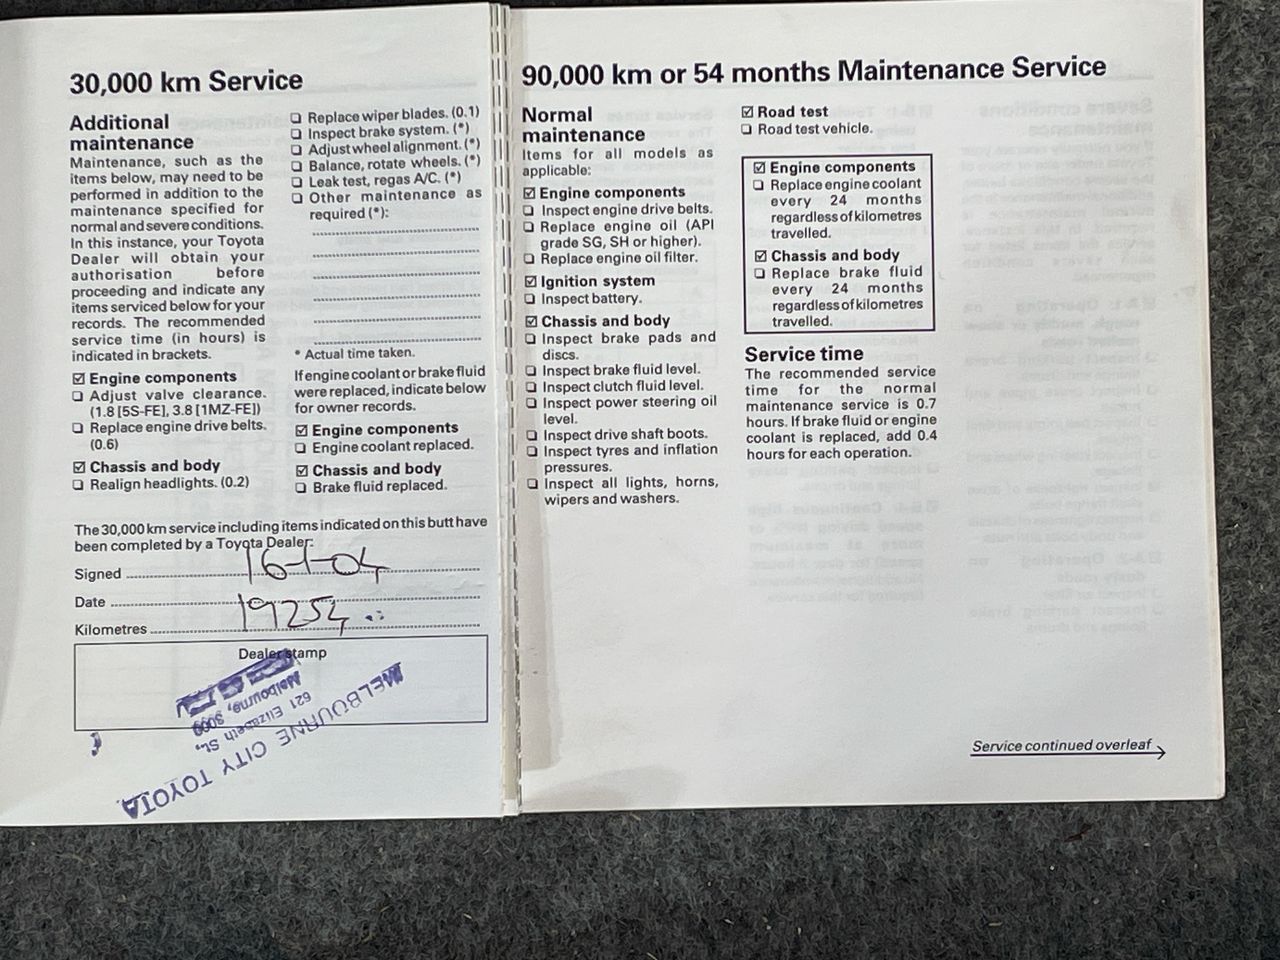 30,000 km Service
Additional
maintenance
Maintenance, such as the
items below, may need to be
performed in addition to the
maintenance specified for
normal and severe conditions.
In this instance, your Toyota
Dealer will obtain your
authorisation before
proceeding and indicate any
items serviced below for your
records. The recommended
service time (in hours) is
indicated in brackets.
☑ Engine components
❏ Adjust valve clearance.
(1.8 [5S-FE], 3.8 [1MZ-FE])
❏ Replace engine drive belts.
(0.6)
☑ Chassis and body
❏ Realign headlights. (0.2)
❏ Replace wiper blades. (0.1)
❏ Inspect brake system. (*)
❏ Adjust wheel alignment. (*)
❏ Balance, rotate wheels. (*)
❏ Leak test, regas A/C. (*)
❏ Other maintenance as
required (*):
* Actual time taken.
If engine coolant or brake fluid
were replaced, indicate below
for owner records.
☑ Engine components
❏ Engine coolant replaced.
☑ Chassis and body
❏ Brake fluid replaced.
The 30,000 km service including items indicated on this butt have
been completed by a Toyota Dealer:
Signed 16-1-04
Date 19254
Kilometres
Dealer stamp
MELBOURNE CITY TOYOTA
621 Elizabeth St.,
Melbourne, 3000
90,000 km or 54 months Maintenance Service
Normal
maintenance
Items for all models as
applicable:
☑ Engine components
❏ Inspect engine drive belts.
❏ Replace engine oil (API
grade SG, SH or higher).
❏ Replace engine oil filter.
☑ Ignition system
❏ Inspect battery.
☑ Chassis and body
❏ Inspect brake pads and
discs.
❏ Inspect brake fluid level.
❏ Inspect clutch fluid level.
❏ Inspect power steering oil
level.
❏ Inspect drive shaft boots.
❏ Inspect tyres and inflation
pressures.
❏ Inspect all lights, horns,
wipers and washers.
☑ Road test
❏ Road test vehicle.
☑ Engine components
❏ Replace engine coolant
every 24 months
regardless of kilometres
travelled.
☑ Chassis and body
❏ Replace brake fluid
every 24 months
regardless of kilometres
travelled.
Service time
The recommended service
time for the normal
maintenance service is 0.7
hours. If brake fluid or engine
coolant is replaced, add 0.4
hours for each operation.
Service continued overleaf